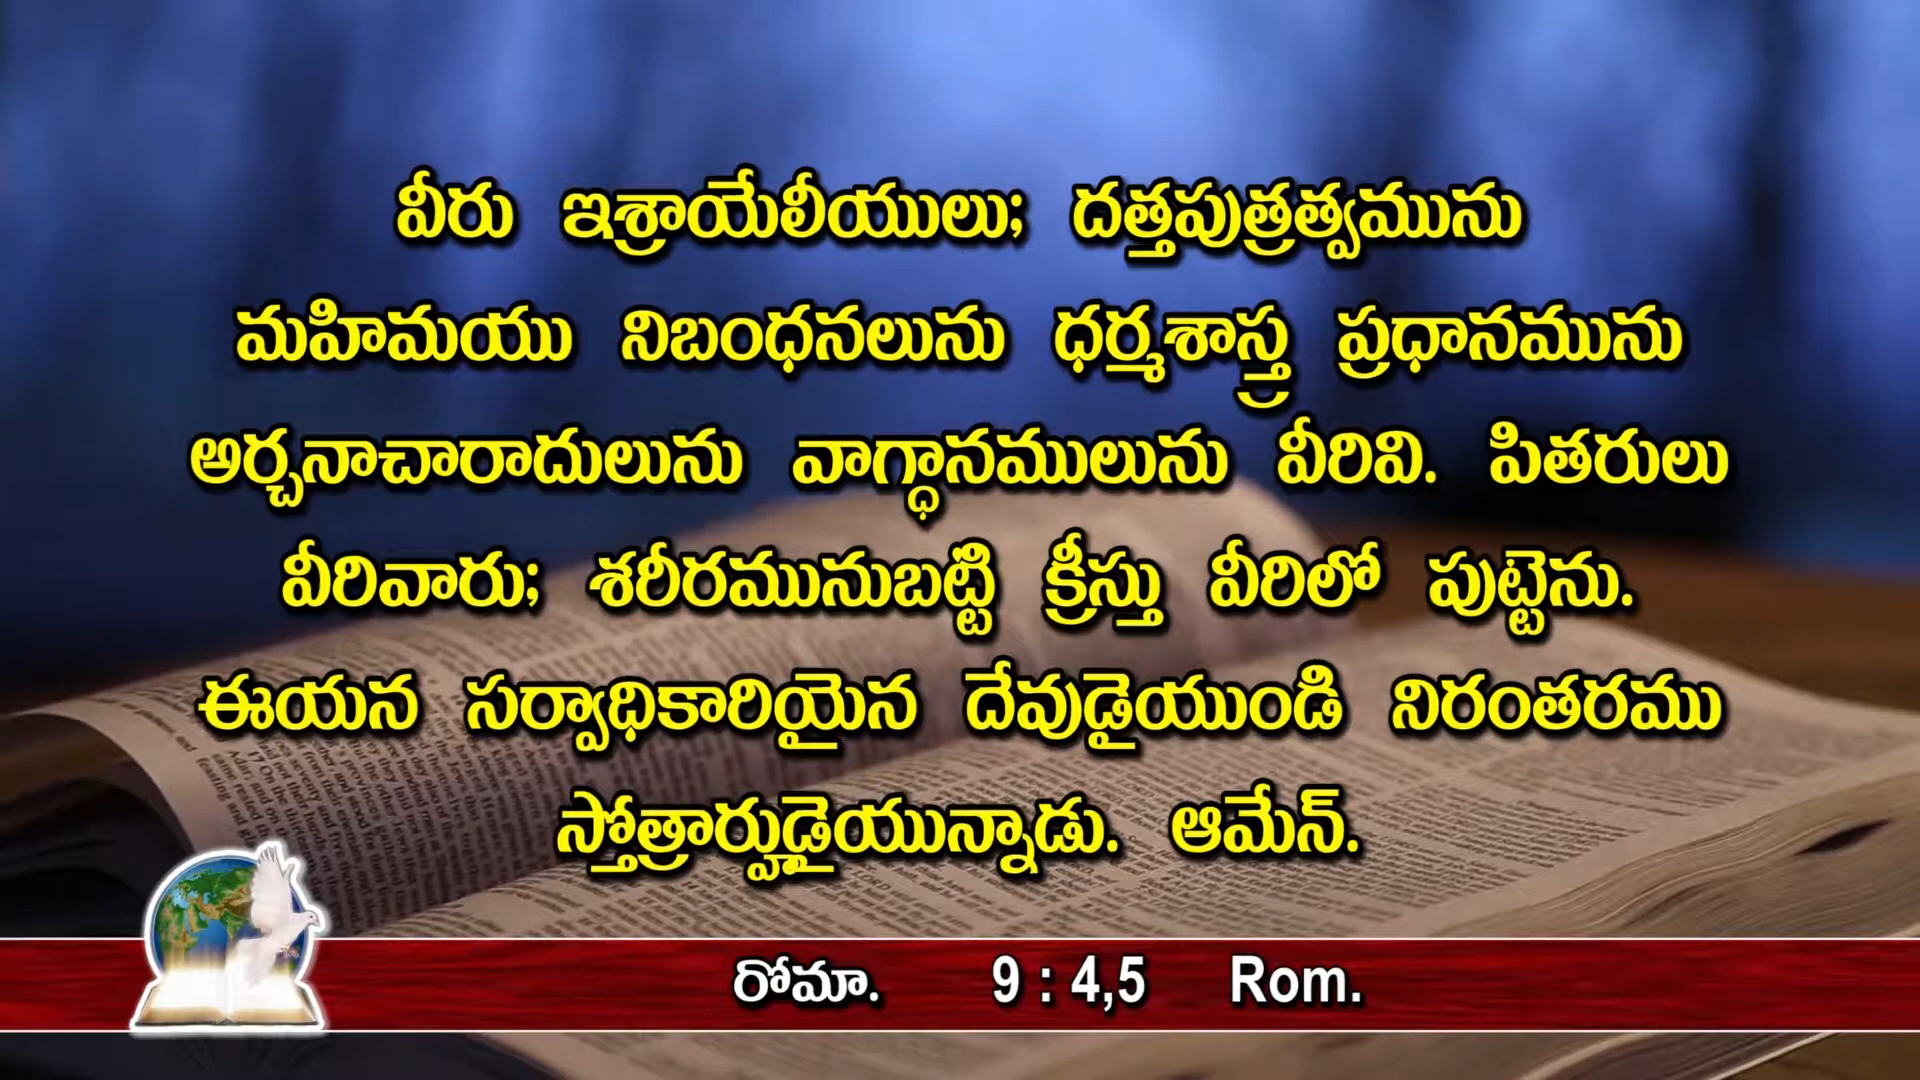 వీరు ఇశ్రాయేలీయులు; దత్తపుత్రత్వమును
మహిమయు నిబంధనలును ధర్మశాస్త్ర ప్రధానమును
అర్చనాచారాదులును వాగ్ధానములును వీరివి. పితరులు
వీరివారు; శరీరమునుబట్టి క్రీస్తు వీరిలో పుట్టెను.
ఈయన సర్వాధికారియైన దేవుడైయుండి నిరంతరము
స్తోత్రార్హుడైయున్నాడు. ఆమేన్.
రోమా. 9 : 4,5 Rom.